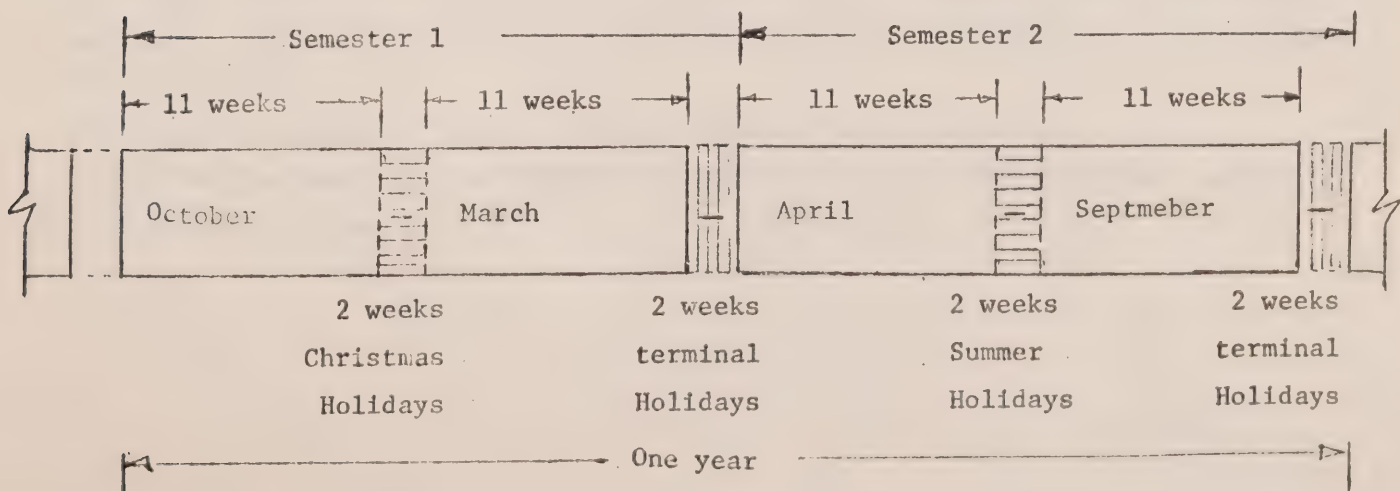 Semester 1 Semester 2
11 weeks 11 weeks 11 weeks 11 weeks
October March April Septmeber
2 weeks 2 weeks 2 weeks 2 weeks
Christmas terminal Summer terminal
Holidays Holidays Holidays Holidays
One year